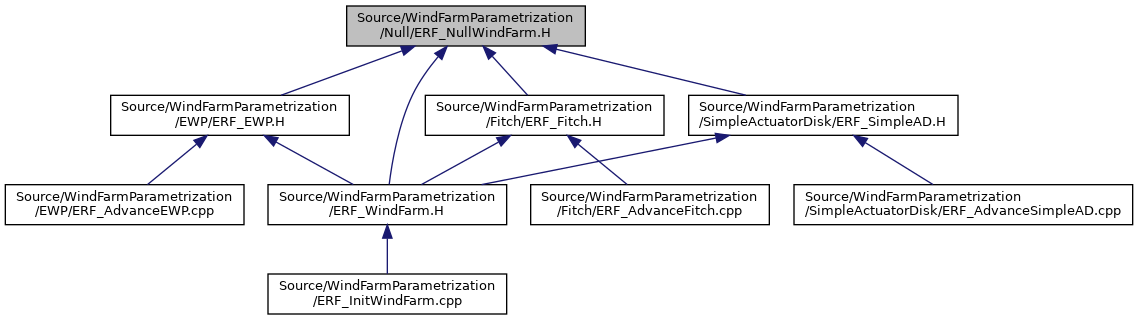 Source/WindFarmParametrization
/Null/ERF_NullWindFarm.H
Source/WindFarmParametrization
/EWP/ERF_EWP.H
Source/WindFarmParametrization
/Fitch/ERF_Fitch.H
Source/WindFarmParametrization
/SimpleActuatorDisk/ERF_SimpleAD.H
Source/WindFarmParametrization
/EWP/ERF_AdvanceEWP.cpp
Source/WindFarmParametrization
/ERF_WindFarm.H
Source/WindFarmParametrization
/Fitch/ERF_AdvanceFitch.cpp
Source/WindFarmParametrization
/SimpleActuatorDisk/ERF_AdvanceSimpleAD.cpp
Source/WindFarmParametrization
/ERF_InitWindFarm.cpp